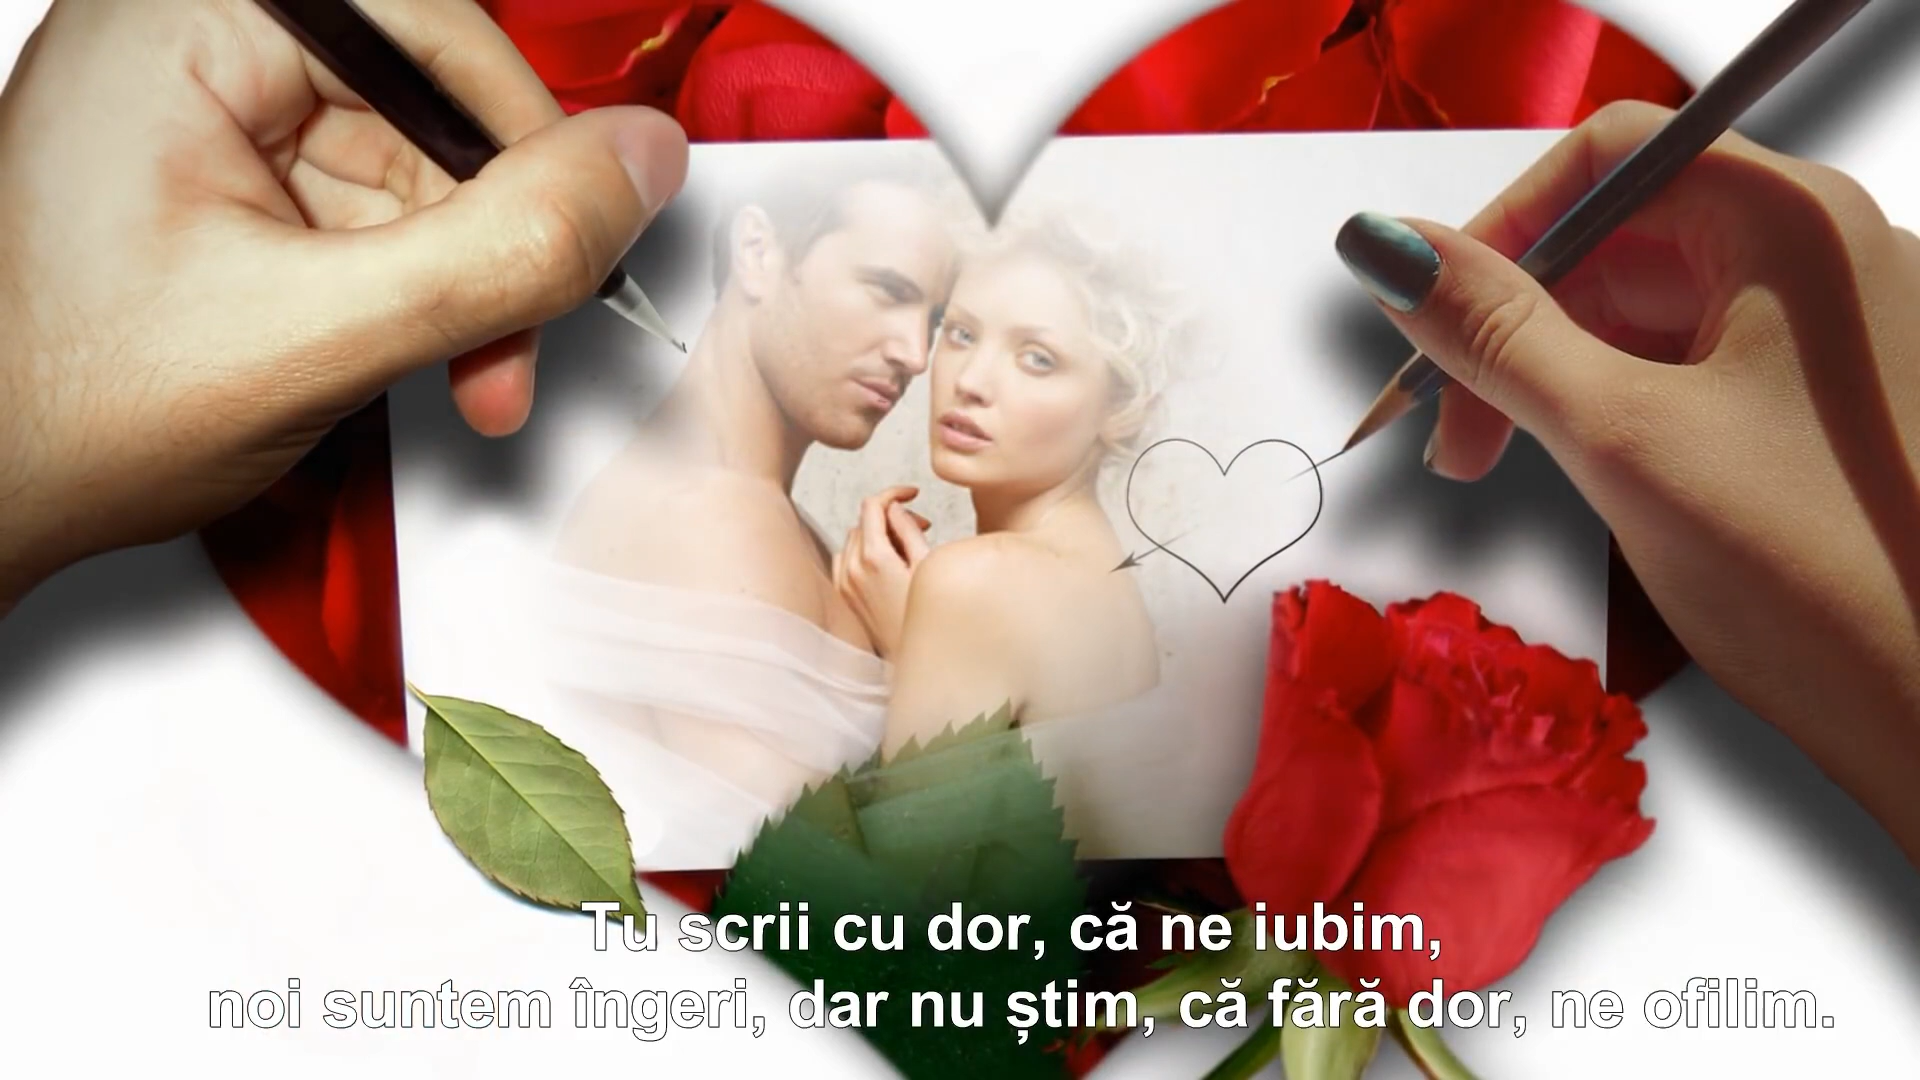 Tu scrii cu dor, că ne iubim,
noi suntem îngeri, dar nu știm, că fără dor, ne ofilim.